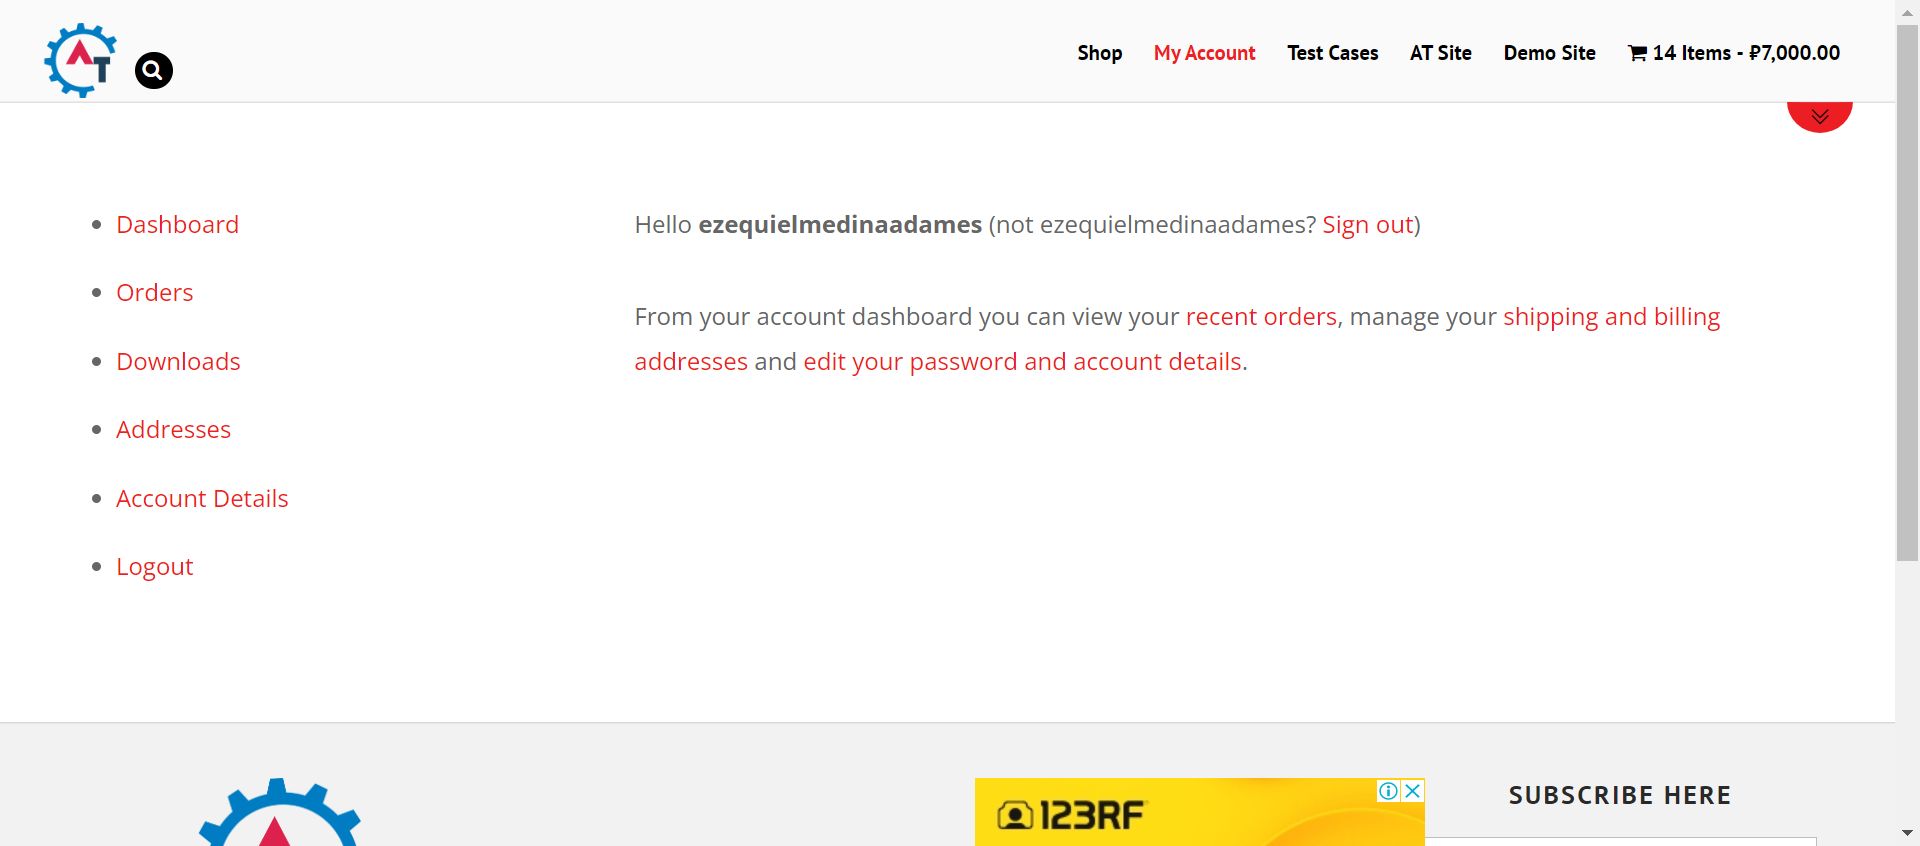 AT
Shop My Account Test Cases AT Site Demo Site 14 Items - ₽7,000.00
Dashboard
Orders
Downloads
Addresses
Account Details
Logout
Hello ezequielmedinaadames (not ezequielmedinaadames? Sign out)
From your account dashboard you can view your recent orders, manage your shipping and billing
addresses and edit your password and account details.
123RF
SUBSCRIBE HERE